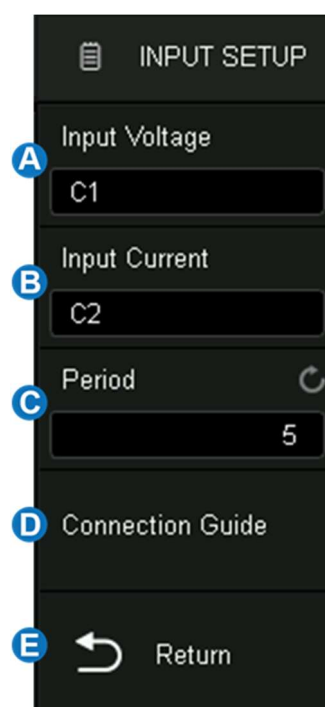 INPUT SETUP
A
Input Voltage
C1
B
Input Current
C2
C
Period
5
D
Connection Guide
E
Return